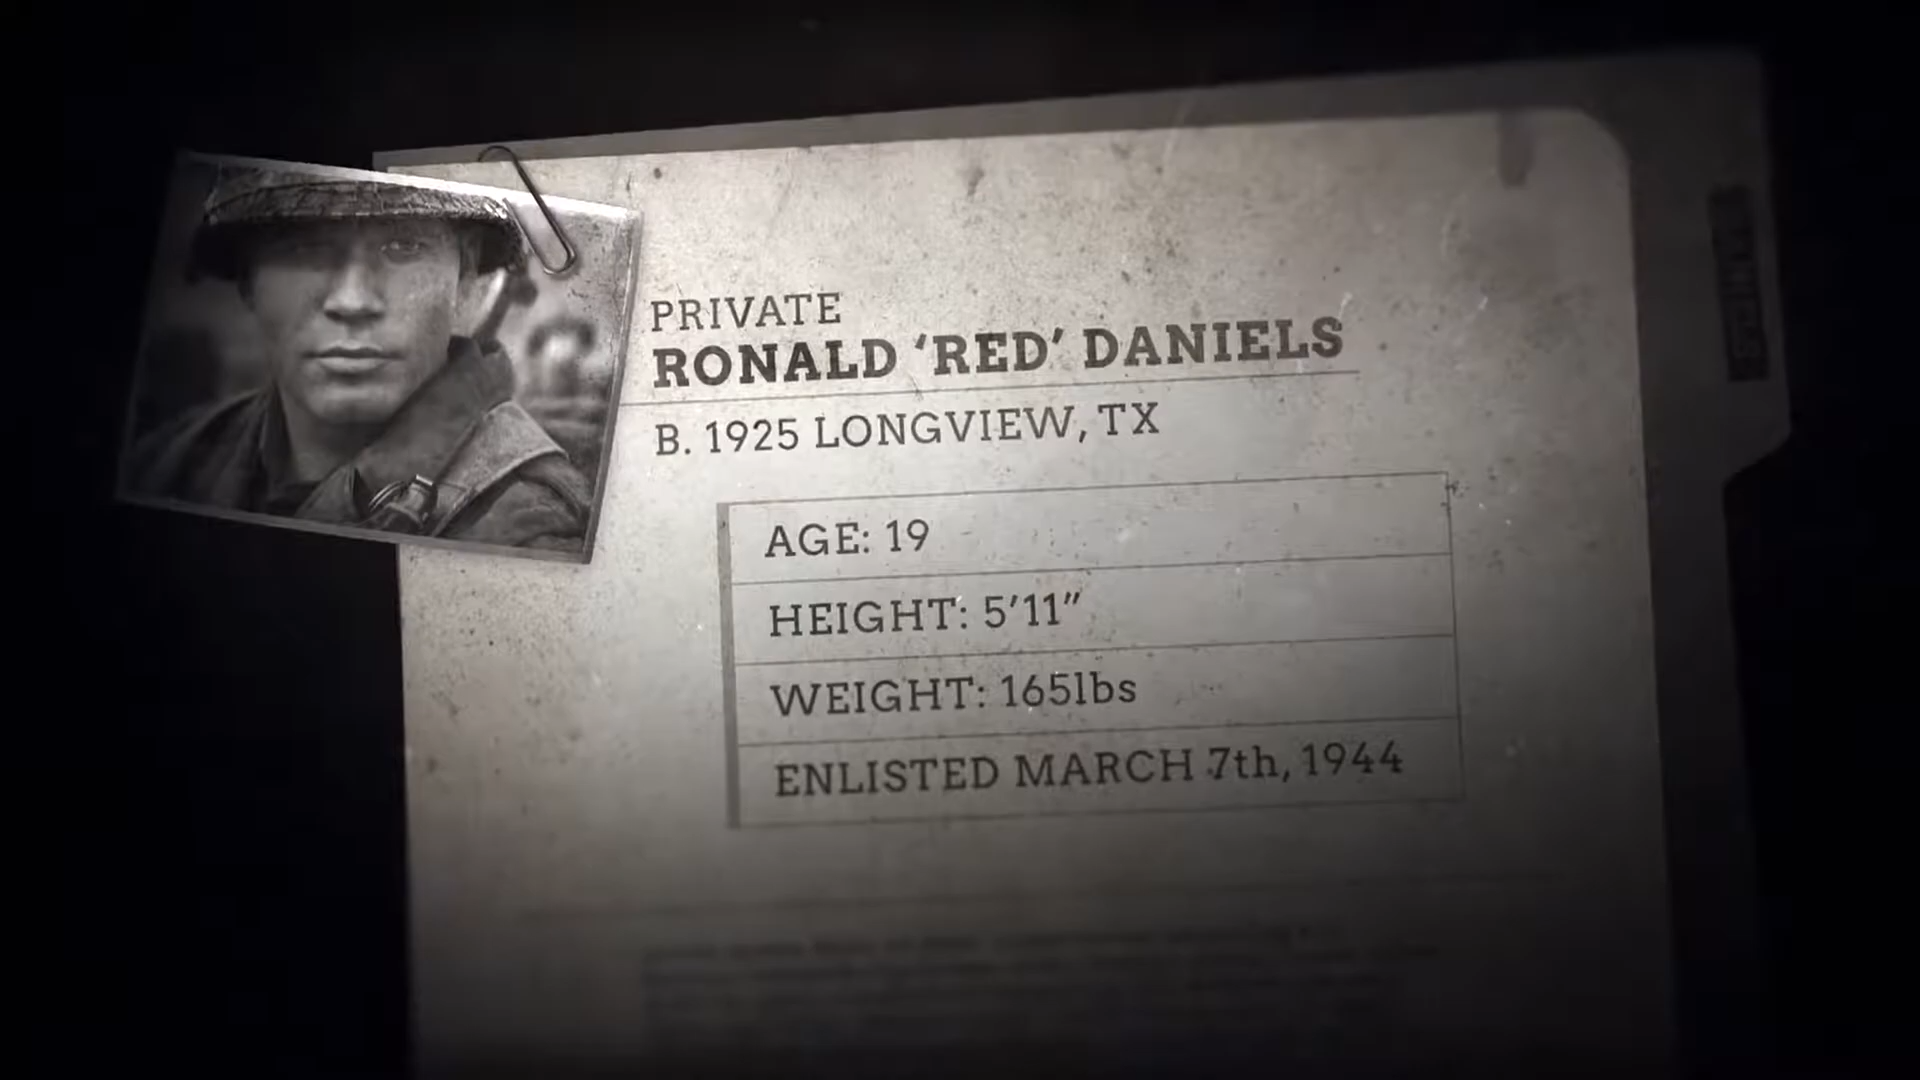 PRIVATE
RONALD ‘RED’ DANIELS
B. 1925 LONGVIEW, TX
AGE: 19
HEIGHT: 5’11”
WEIGHT: 165lbs
ENLISTED MARCH 7th, 1944